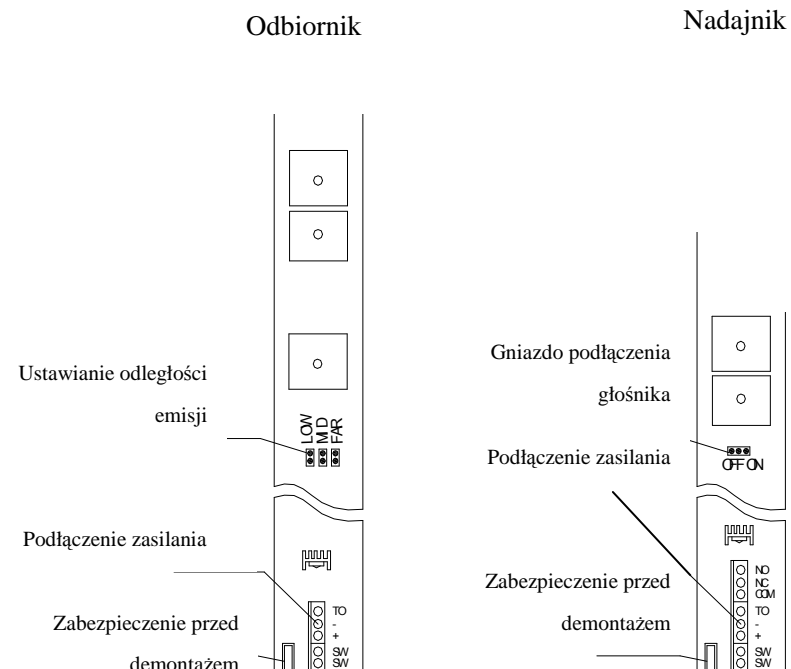 Odbiornik
Nadajnik
Ustawianie odległości
emisji
LOW
MID
FAR
Podłączenie zasilania
Zabezpieczenie przed
demontażem
TO
-
+
SW
SW
Gniazdo podłączenia
głośnika
OFF ON
Podłączenie zasilania
Zabezpieczenie przed
demontażem
NO
NC
COM
TO
-
+
SW
SW